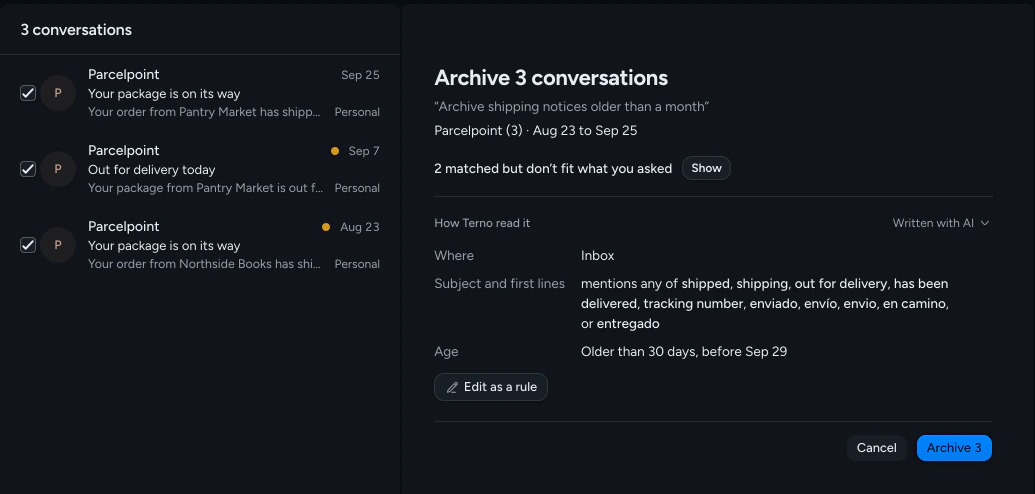 3 conversations
Parcelpoint
Sep 25
P
Your package is on its way
Your order from Pantry Market has shipp...
Personal
Parcelpoint
Sep 7
P
Out for delivery today
Your package from Pantry Market is out f...
Personal
Parcelpoint
Aug 23
P
Your package is on its way
Your order from Northside Books has shi...
Personal
Archive 3 conversations
“Archive shipping notices older than a month”
Parcelpoint (3) · Aug 23 to Sep 25
2 matched but don’t fit what you asked
Show
How Terno read it
Written with AI
Where
Inbox
Subject and first lines
mentions any of shipped, shipping, out for delivery, has been
delivered, tracking number, enviado, envío, envio, en camino,
or entregado
Age
Older than 30 days, before Sep 29
Edit as a rule
Cancel
Archive 3